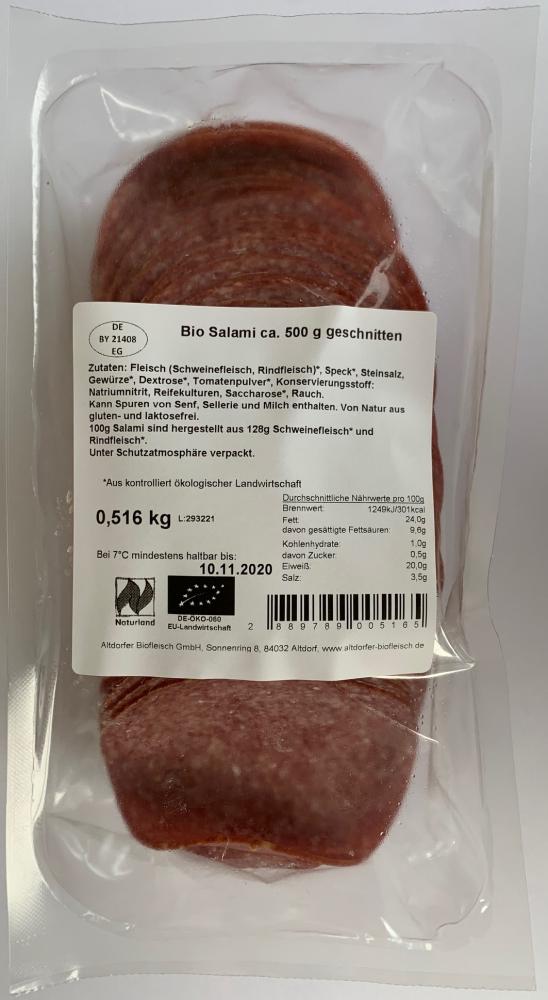 DE
BY 21408
EG
Bio Salami ca. 500 g geschnitten
Zutaten: Fleisch (Schweinefleisch, Rindfleisch)*, Speck*, Steinsalz,
Gewürze*, Dextrose*, Tomatenpulver*, Konservierungsstoff:
Natriumnitrit, Reifekulturen, Saccharose*, Rauch.
Kann Spuren von Senf, Sellerie und Milch enthalten. Von Natur aus
gluten- und laktosefrei.
100g Salami sind hergestellt aus 128g Schweinefleisch* und
Rindfleisch*.
Unter Schutzatmosphäre verpackt.
*Aus kontrolliert ökologischer Landwirtschaft
0,516 kg L:293221
Bei 7°C mindestens haltbar bis:
10.11.2020
Durchschnittliche Nährwerte pro 100g
Brennwert: 1249kJ/301kcal
Fett: 24,0g
davon gesättigte Fettsäuren: 9,6g
Kohlenhydrate: 1,0g
davon Zucker: 0,5g
Eiweiß: 20,0g
Salz: 3,5g
Naturland
DE-ÖKO-060
EU-Landwirtschaft
2 889789 005165
Altdorfer Biofleisch GmbH, Sonnenring 8, 84032 Altdorf, www.altdorfer-biofleisch.de